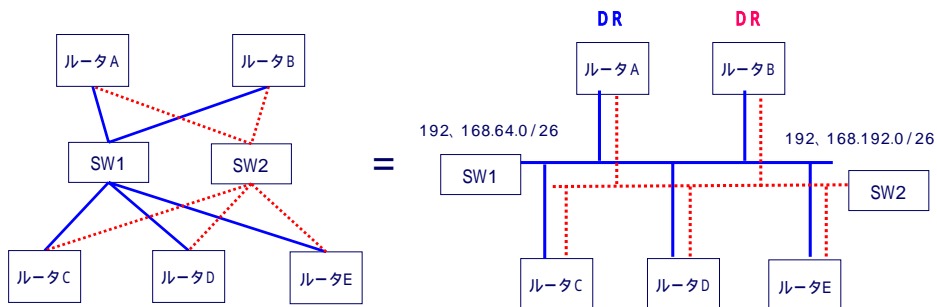 DR
DR
ルータA
ルータB
ルータA
ルータB
192、168.64.0/26
192、168.192.0/26
SW1
SW2
=
SW1
SW2
ルータC
ルータD
ルータE
ルータC
ルータD
ルータE